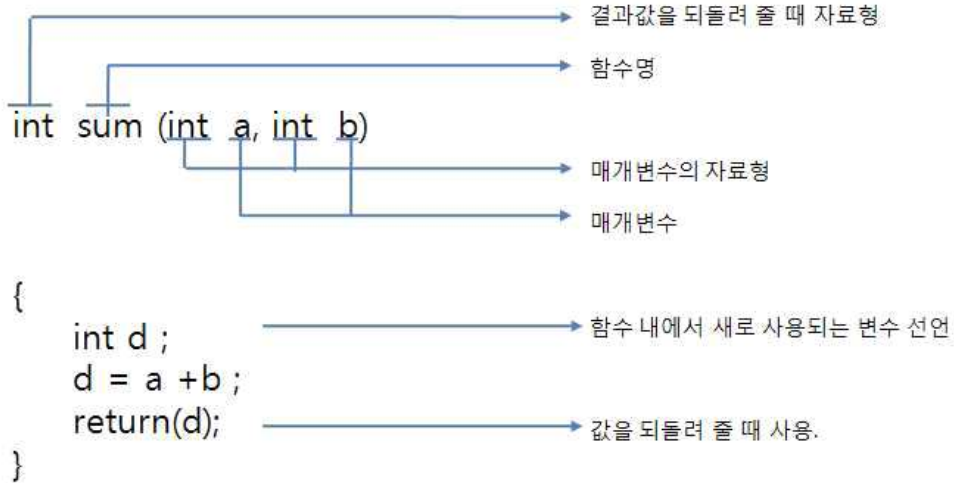 결과값을 되돌려 줄 때 자료형
함수명
int sum (int a, int b)
매개변수의 자료형
매개변수
{
int d ;
함수 내에서 새로 사용되는 변수 선언
d = a +b ;
return(d);
값을 되돌려 줄 때 사용.
}